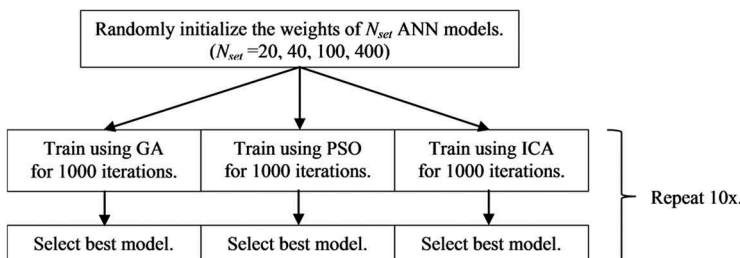 Randomly initialize the weights of Nset ANN models.
(Nset =20, 40, 100, 400)
Train using GA
for 1000 iterations.
Train using PSO
for 1000 iterations.
Train using ICA
for 1000 iterations.
Repeat 10x.
Select best model.
Select best model.
Select best model.